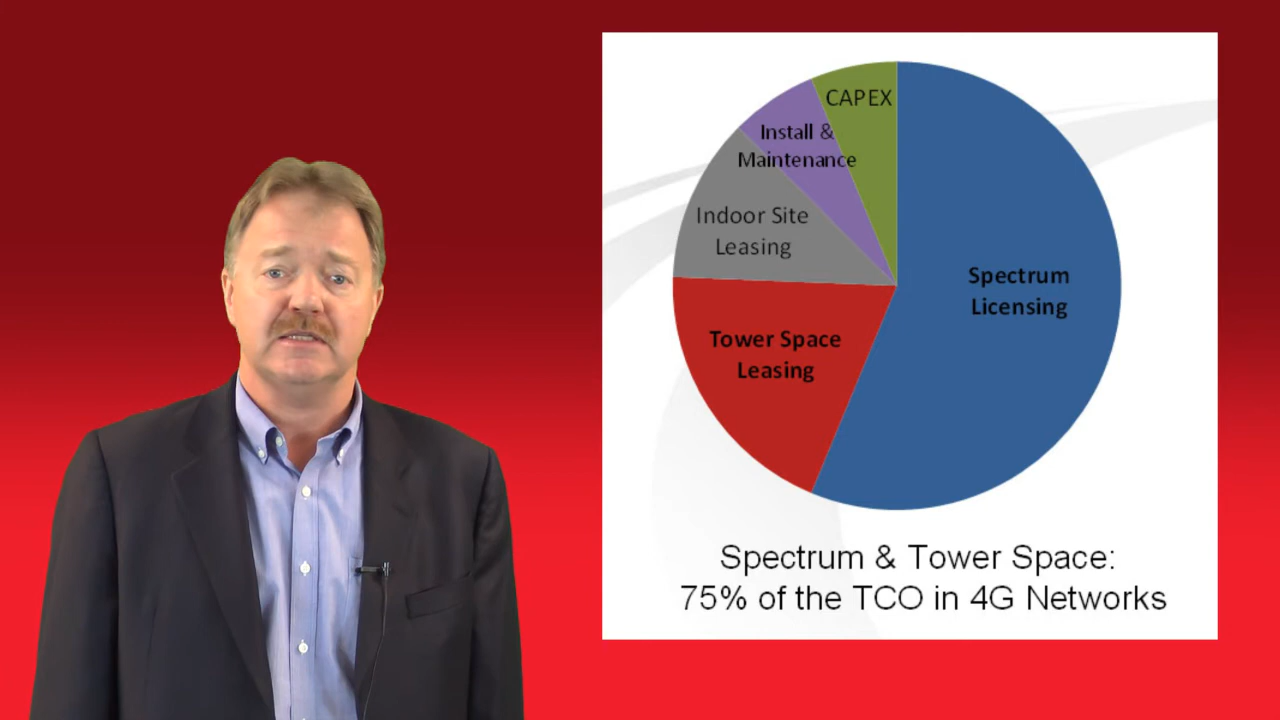 CAPEX
Install &
Maintenance
Indoor Site
Leasing
Spectrum
Licensing
Tower Space
Leasing
Spectrum & Tower Space:
75% of the TCO in 4G Networks